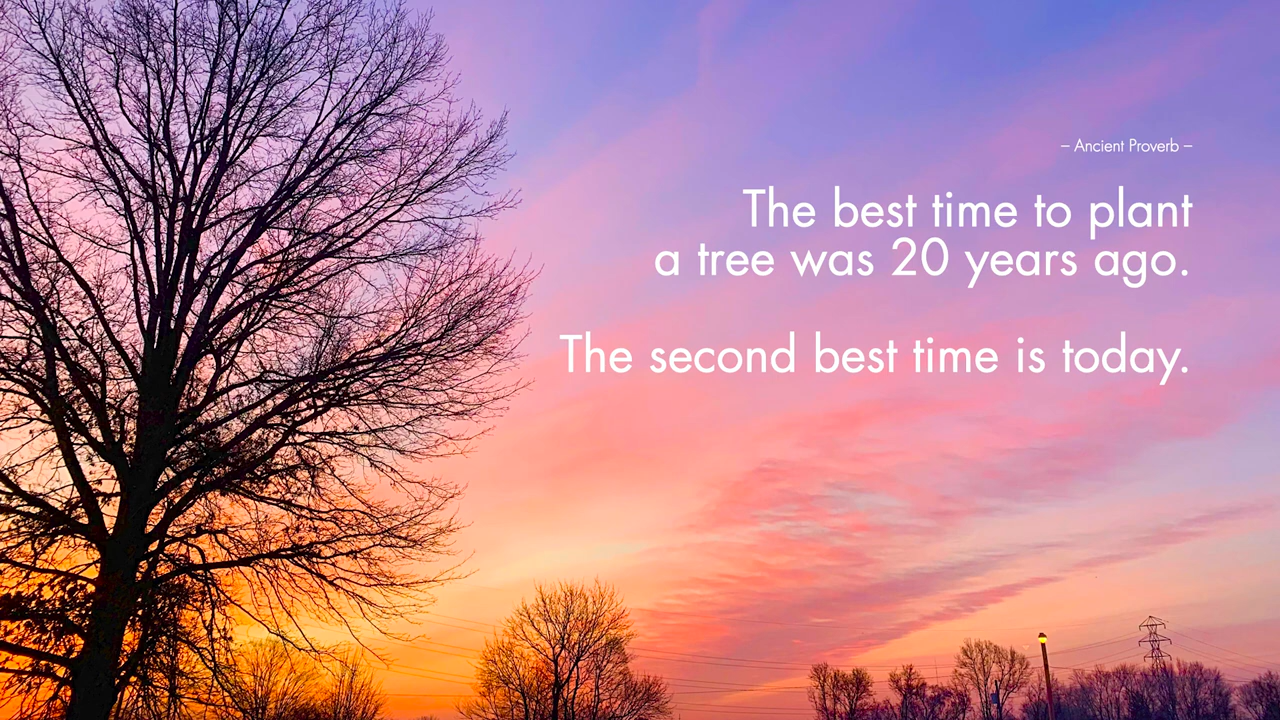 – Ancient Proverb –
The best time to plant
a tree was 20 years ago.
The second best time is today.